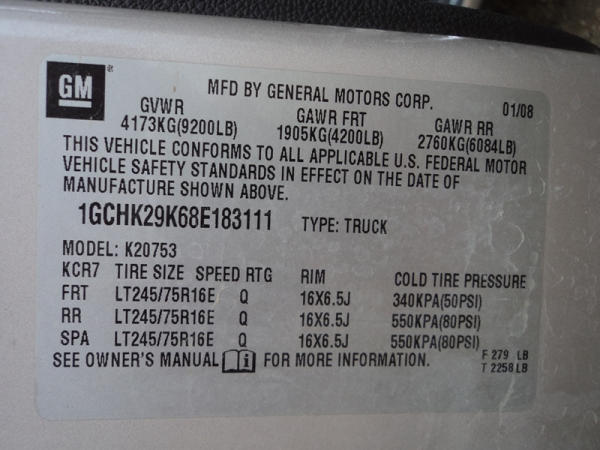 GM
MFD BY GENERAL MOTORS CORP. 01/08
GVWR GAWR FRT GAWR RR
4173KG(9200LB) 1905KG(4200LB) 2760KG(6084LB)
THIS VEHICLE CONFORMS TO ALL APPLICABLE U.S. FEDERAL MOTOR
VEHICLE SAFETY STANDARDS IN EFFECT ON THE DATE OF
MANUFACTURE SHOWN ABOVE.
1GCHK29K68E183111 TYPE: TRUCK
MODEL: K20753
KCR7 TIRE SIZE SPEED RTG RIM COLD TIRE PRESSURE
FRT LT245/75R16E Q 16X6.5J 340KPA(50PSI)
RR LT245/75R16E Q 16X6.5J 550KPA(80PSI)
SPA LT245/75R16E Q 16X6.5J 550KPA(80PSI)
SEE OWNER'S MANUAL i FOR MORE INFORMATION. F 279 LB
T 2258 LB